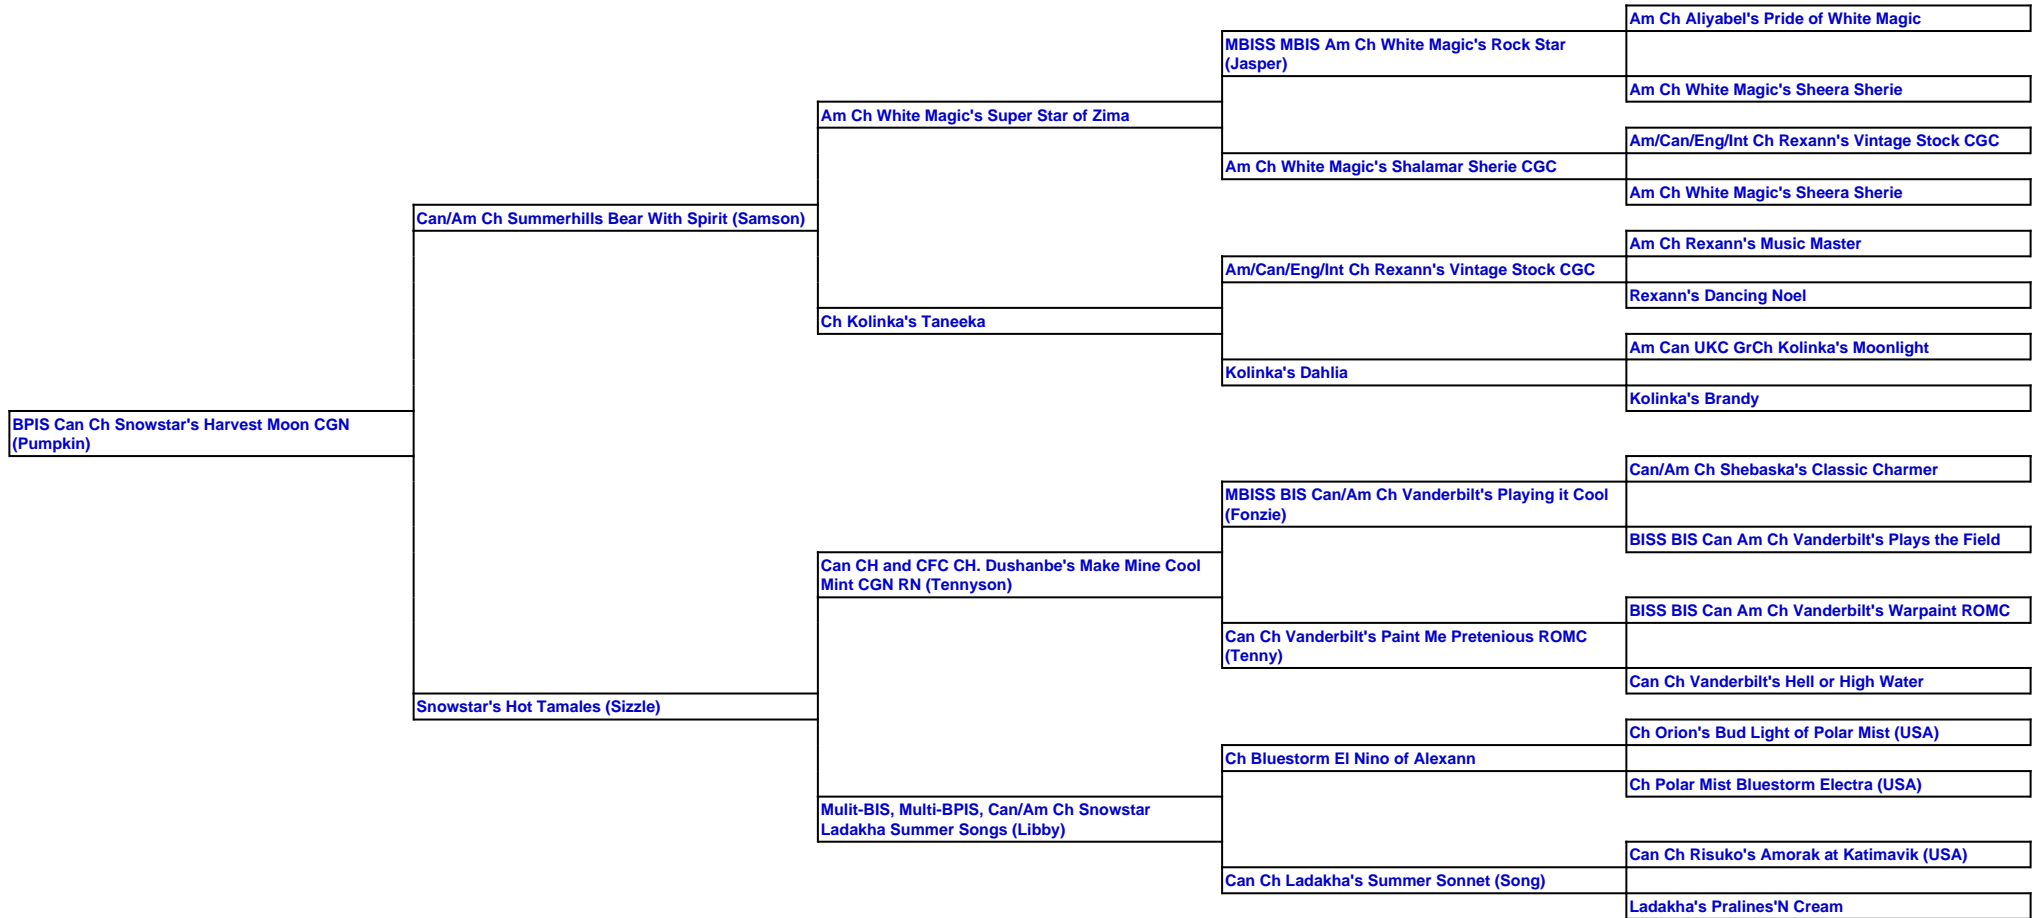 Am Ch Aliyabel's Pride of White Magic
MBISS MBIS Am Ch White Magic's Rock Star
(Jasper)
Am Ch White Magic's Sheera Sherie
Am Ch White Magic's Super Star of Zima
Am/Can/Eng/Int Ch Rexann's Vintage Stock CGC
Am Ch White Magic's Shalamar Sherie CGC
Am Ch White Magic's Sheera Sherie
Can/Am Ch Summerhills Bear With Spirit (Samson)
Am Ch Rexann's Music Master
Am/Can/Eng/Int Ch Rexann's Vintage Stock CGC
Rexann's Dancing Noel
Ch Kolinka's Taneeka
Am Can UKC GrCh Kolinka's Moonlight
Kolinka's Dahlia
Kolinka's Brandy
BPIS Can Ch Snowstar's Harvest Moon CGN
(Pumpkin)
Can/Am Ch Shebaska's Classic Charmer
MBISS BIS Can/Am Ch Vanderbilt's Playing it Cool
(Fonzie)
BISS BIS Can Am Ch Vanderbilt's Plays the Field
Can CH and CFC CH. Dushanbe's Make Mine Cool
Mint CGN RN (Tennyson)
BISS BIS Can Am Ch Vanderbilt's Warpaint ROMC
Can Ch Vanderbilt's Paint Me Pretenious ROMC
(Tenny)
Can Ch Vanderbilt's Hell or High Water
Snowstar's Hot Tamales (Sizzle)
Ch Orion's Bud Light of Polar Mist (USA)
Ch Bluestorm El Nino of Alexann
Ch Polar Mist Bluestorm Electra (USA)
Mulit-BIS, Multi-BPIS, Can/Am Ch Snowstar
Ladakha Summer Songs (Libby)
Can Ch Risuko's Amorak at Katimavik (USA)
Can Ch Ladakha's Summer Sonnet (Song)
Ladakha's Pralines'N Cream